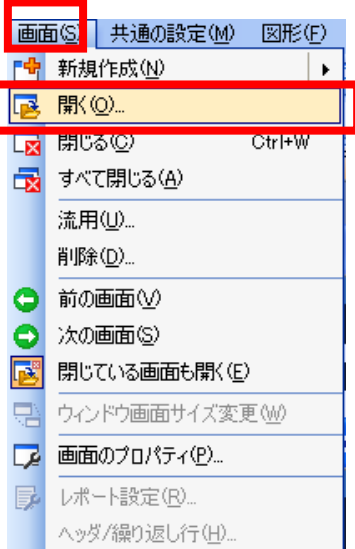 画面(S) 共通の設定(M) 図形(F)
新規作成(N)
開く(O)...
閉じる(C) Ctrl+W
すべて閉じる(A)
流用(U)...
削除(D)...
前の画面(V)
次の画面(S)
閉じている画面も開く(E)
ウィンドウ画面サイズ変更(W)
画面のプロパティ(P)...
レポート設定(R)...
ヘッダ/繰り返し行(H)...